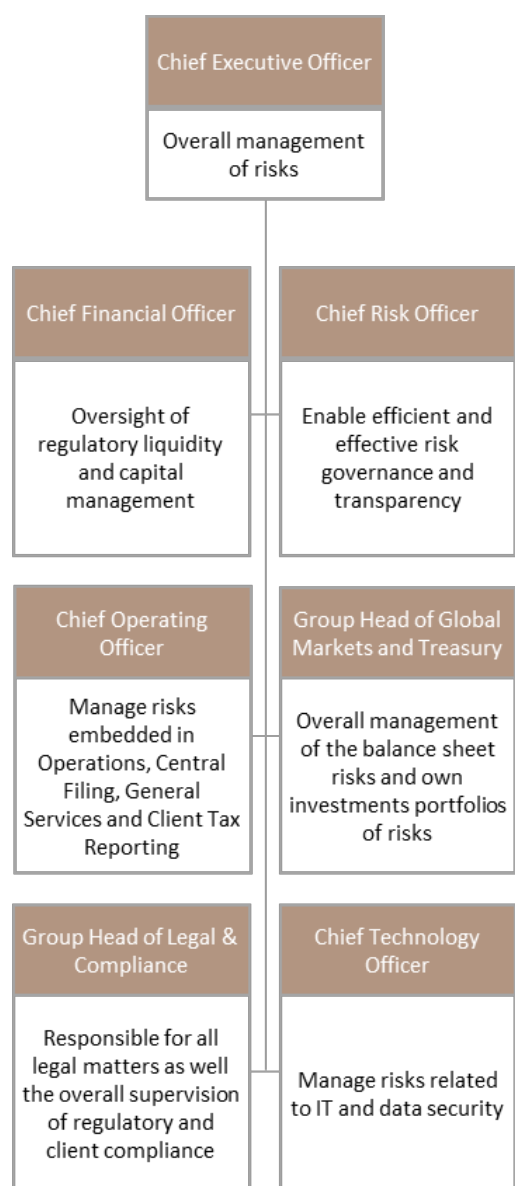 Chief Executive Officer
Overall management
of risks
Chief Financial Officer
Oversight of
regulatory liquidity
and capital
management
Chief Risk Officer
Enable efficient and
effective risk
governance and
transparency
Chief Operating
Officer
Manage risks
embedded in
Operations, Central
Filing, General
Services and Client Tax
Reporting
Group Head of Global
Markets and Treasury
Overall management
of the balance sheet
risks and own
investments portfolios
of risks
Group Head of Legal &
Compliance
Responsible for all
legal matters as well
the overall supervision
of regulatory and
client compliance
Chief Technology
Officer
Manage risks related
to IT and data security